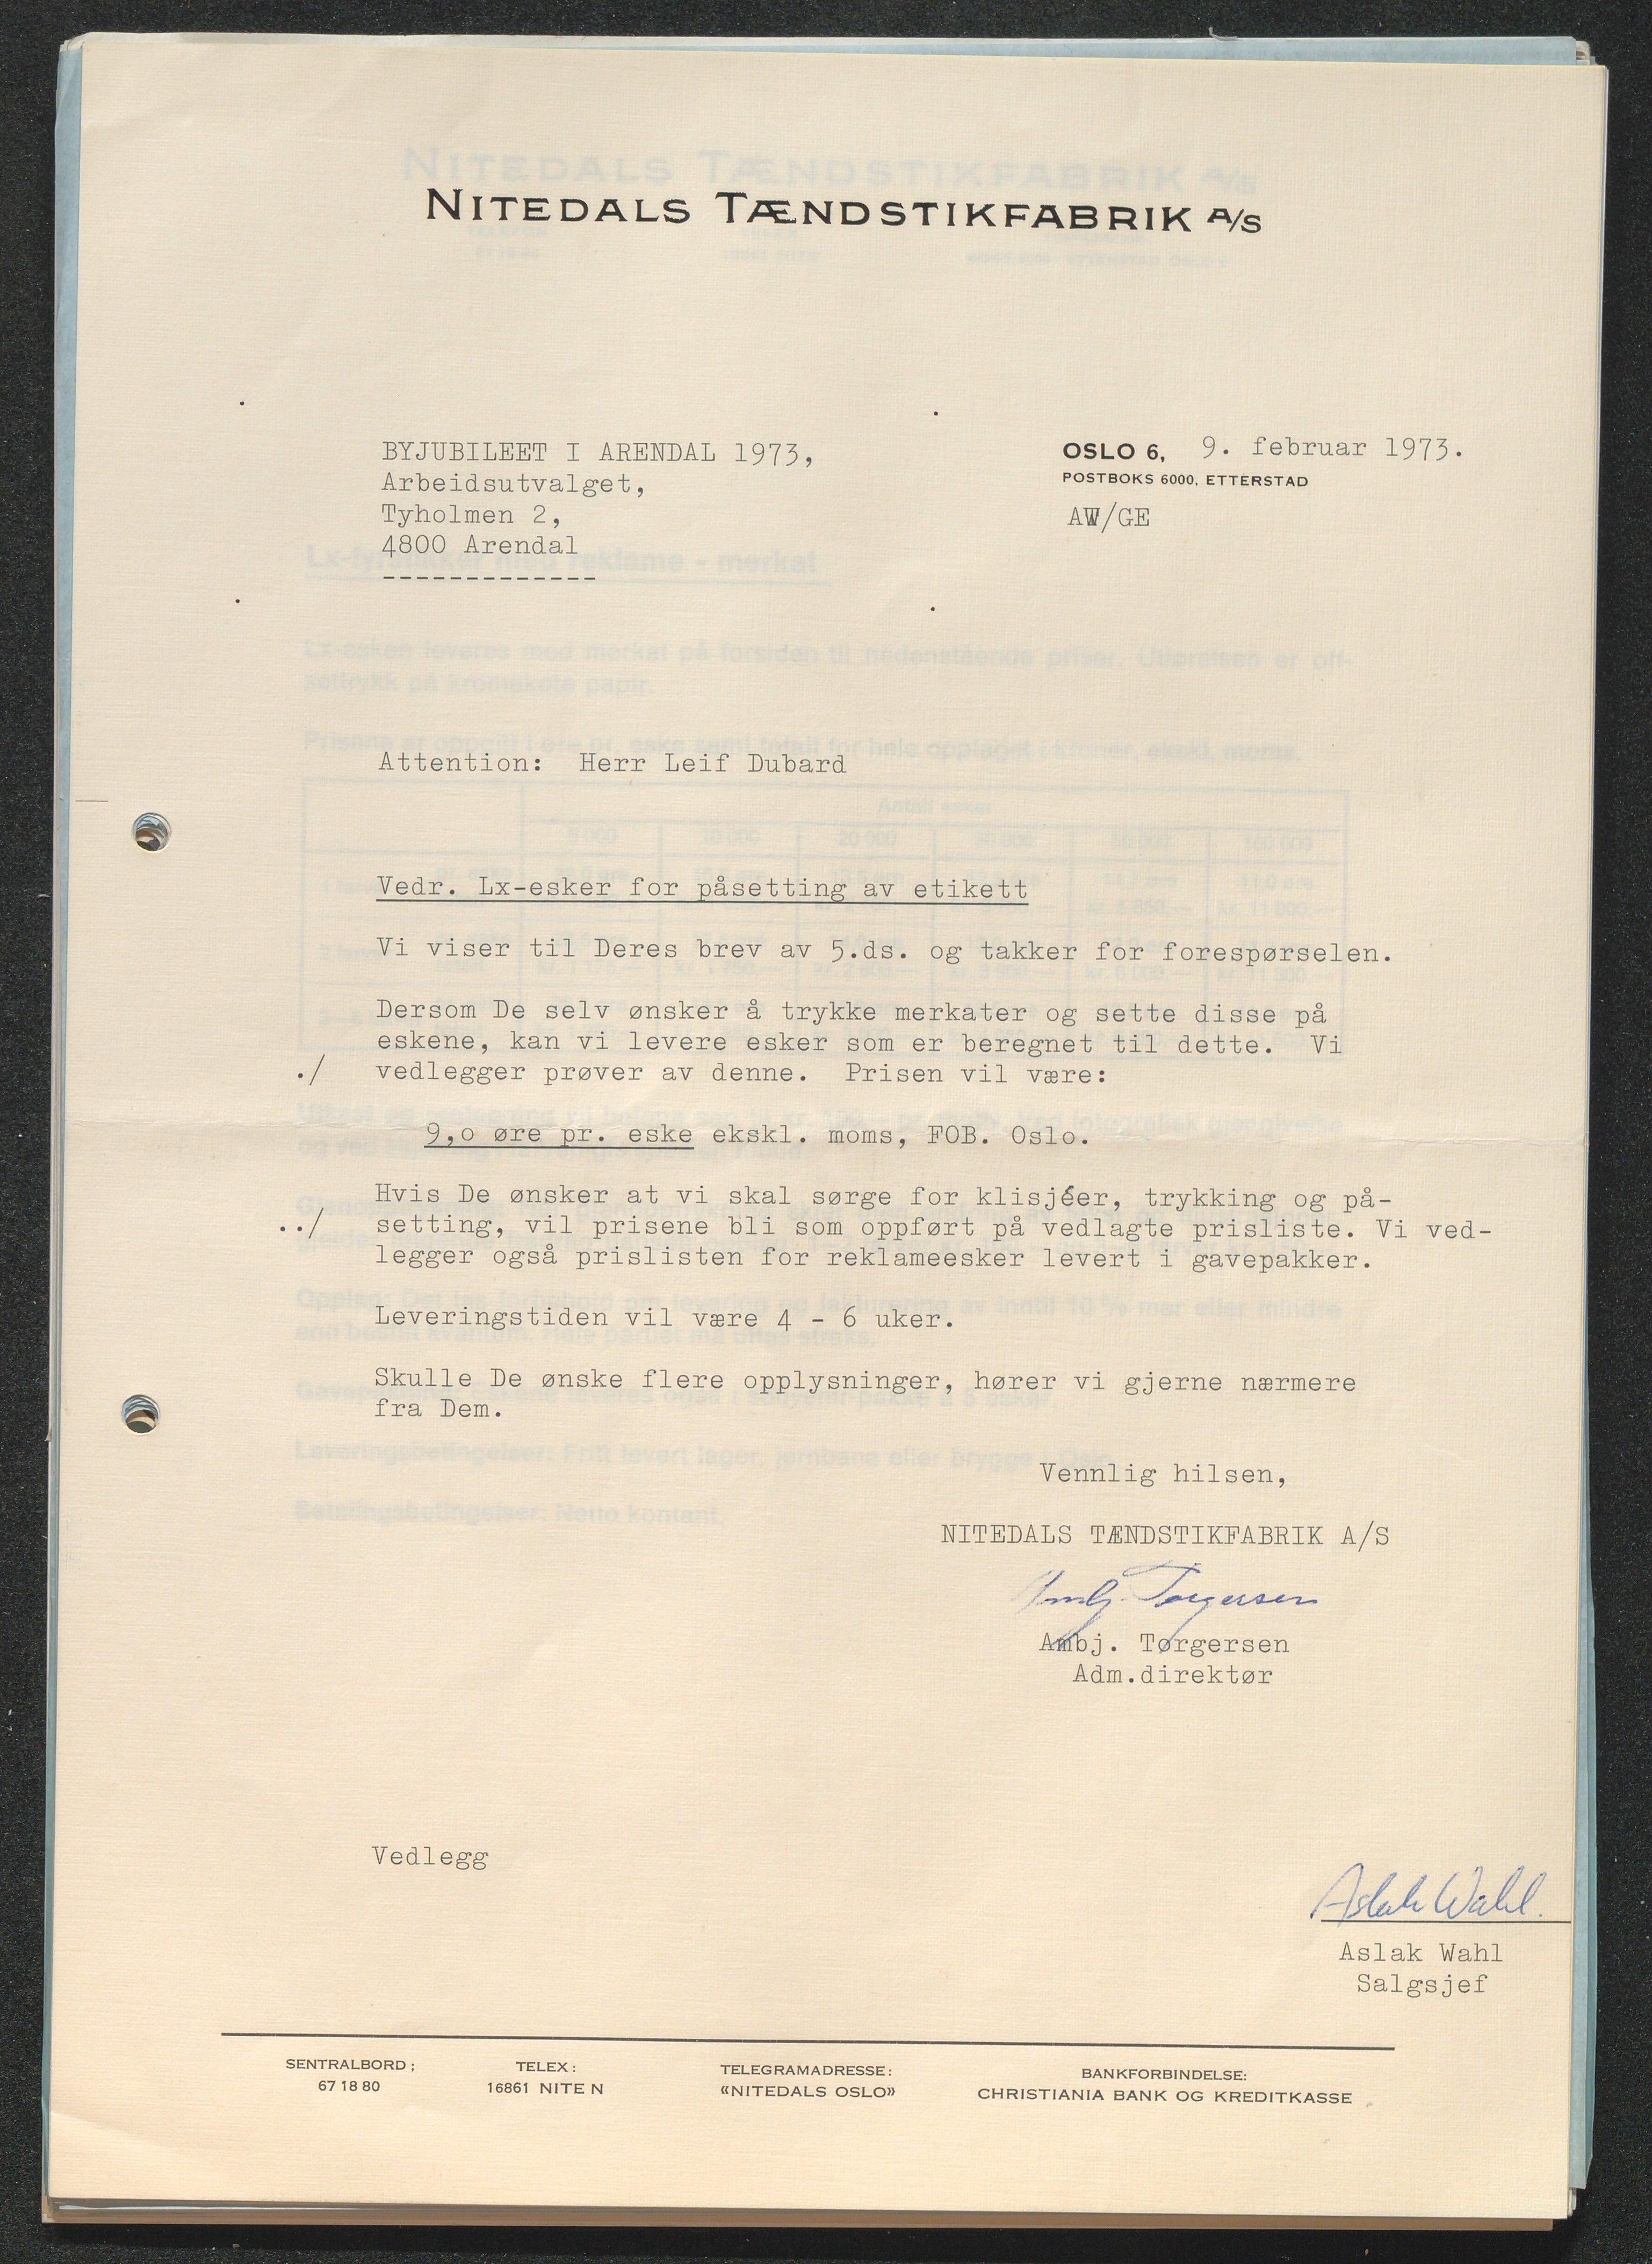 NITEDALS TÆNDSTIKFABRIK A/S
BYJUBILEET I ARENDAL 1973,
Arbeidsutvalget,
Tyholmen 2,
4800 Arendal
-------------
OSLO 6, 9. februar 1973.
POSTBOKS 6000, ETTERSTAD
AW/GE
Attention: Herr Leif Dubard
Vedr. Lx-esker for påsetting av etikett
Vi viser til Deres brev av 5.ds. og takker for forespørselen.
Dersom De selv ønsker å trykke merkater og sette disse på
eskene, kan vi levere esker som er beregnet til dette. Vi
./ vedlegger prøver av denne. Prisen vil være:
9,o øre pr. eske ekskl. moms, FOB. Oslo.
Hvis De ønsker at vi skal sørge for klisjéer, trykking og på-
../ setting, vil prisene bli som oppført på vedlagte prisliste. Vi ved-
legger også prislisten for reklameesker levert i gavepakker.
Leveringstiden vil være 4 - 6 uker.
Skulle De ønske flere opplysninger, hører vi gjerne nærmere
fra Dem.
Vennlig hilsen,
NITEDALS TÆNDSTIKFABRIK A/S
Ambj. Torgersen
Ambj. Torgersen
Adm.direktør
Vedlegg
Aslak Wahl.
Aslak Wahl
Salgsjef
SENTRALBORD:
67 18 80
TELEX:
16861 NITE N
TELEGRAMADRESSE:
«NITEDALS OSLO»
BANKFORBINDELSE:
CHRISTIANIA BANK OG KREDITKASSE